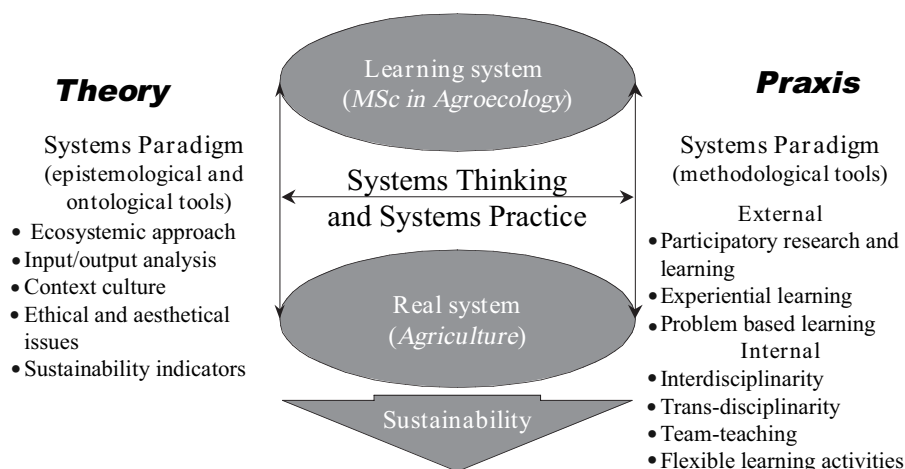 Theory
Systems Paradigm
(epistemological and
ontological tools)
• Ecosystemic approach
• Input/output analysis
• Context culture
• Ethical and aesthetical
issues
• Sustainability indicators
Learning system
(MSc in Agroecology)
Systems Thinking
and Systems Practice
Real system
(Agriculture)
Sustainability
Praxis
Systems Paradigm
(methodological tools)
External
• Participatory research and
learning
• Experiential learning
• Problem based learning
Internal
• Interdisciplinarity
• Trans-disciplinarity
• Team-teaching
• Flexible learning activities